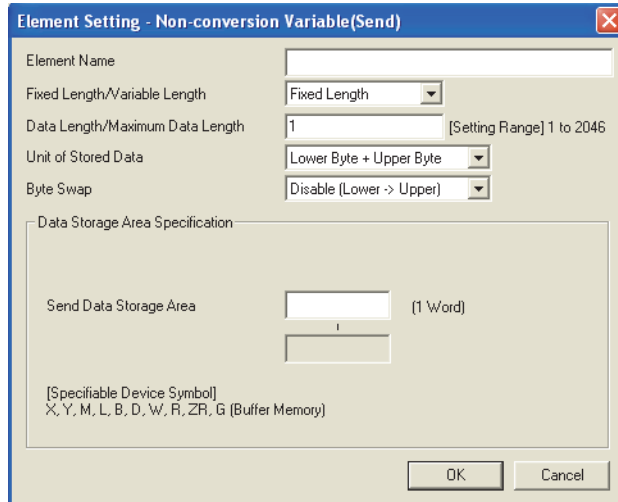 Element Setting - Non-conversion Variable(Send)
Element Name
Fixed Length/Variable Length Fixed Length
Data Length/Maximum Data Length 1 [Setting Range] 1 to 2046
Unit of Stored Data Lower Byte + Upper Byte
Byte Swap Disable (Lower -> Upper)
Data Storage Area Specification
Send Data Storage Area (1 Word)
[Specifiable Device Symbol]
X, Y, M, L, B, D, W, R, ZR, G (Buffer Memory)
OK Cancel